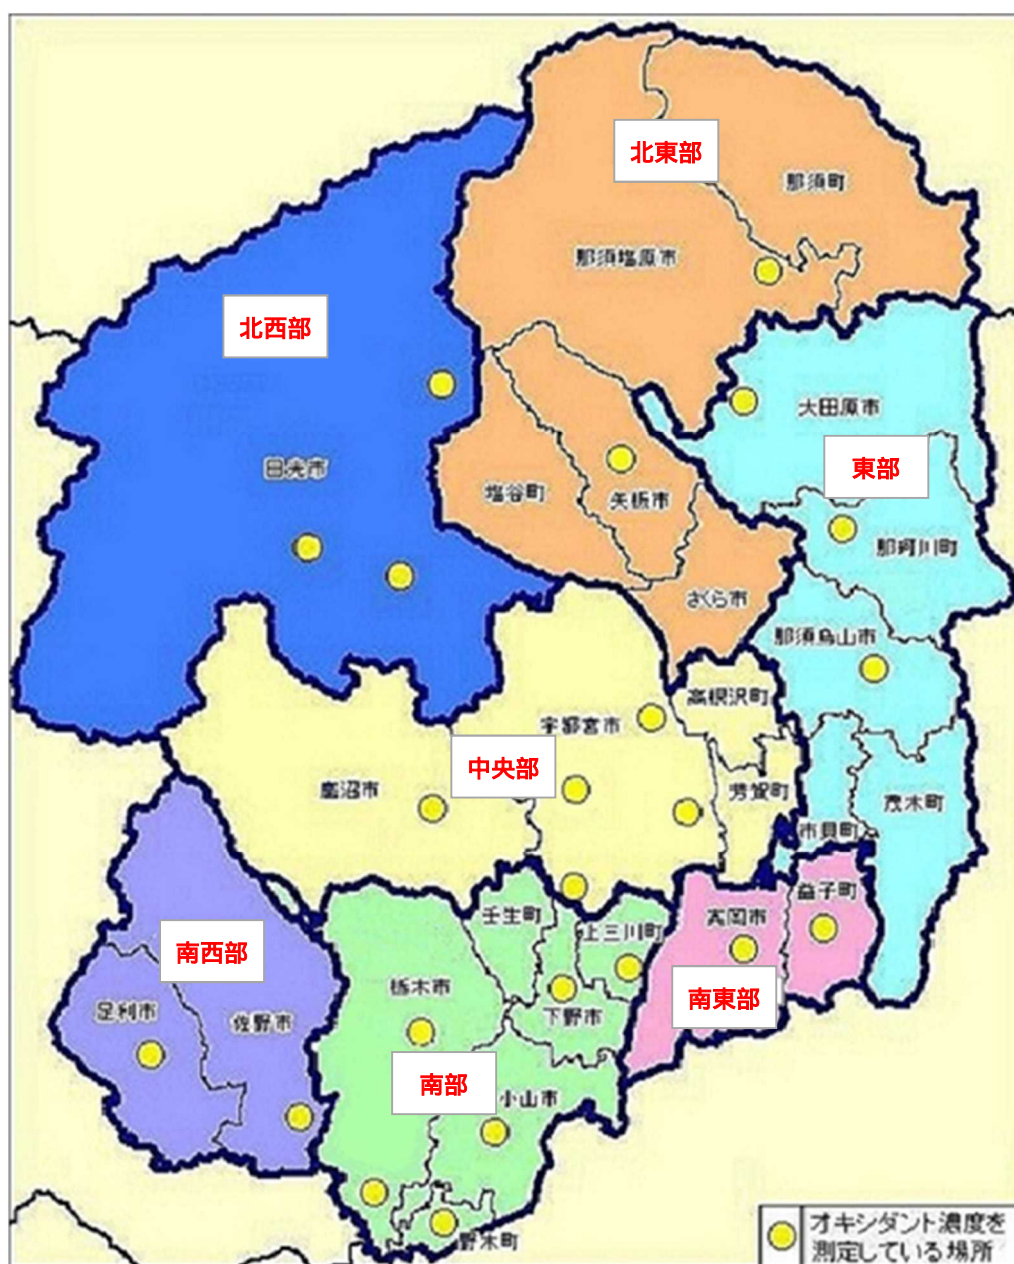 北東部
那須町
那須塩原市
北西部
大田原市
日光市
東部
塩谷町
矢板市
那珂川町
さくら市
那須烏山市
高根沢町
宇都宮市
中央部
鹿沼市
芳賀町
茂木町
市貝町
益子町
壬生町
真岡市
上三川町
南西部
栃木市
南東部
足利市
佐野市
下野市
南部
小山市
野木町
オキシダント濃度を
測定している場所